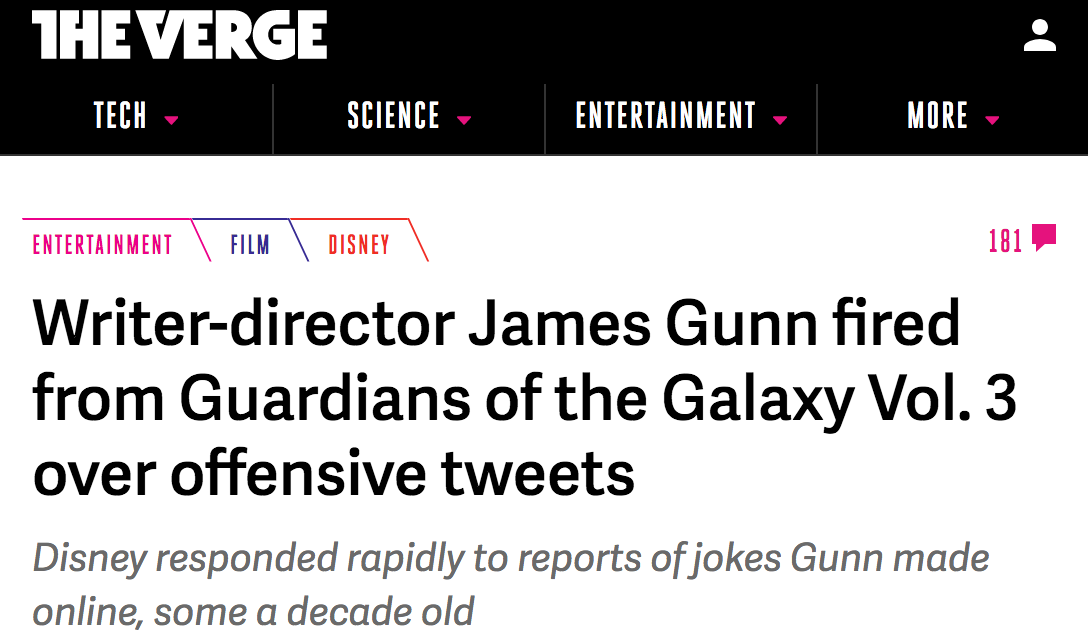 THE VERGE
TECH
SCIENCE
ENTERTAINMENT
MORE
ENTERTAINMENT
FILM
DISNEY
181
Writer-director James Gunn fired
from Guardians of the Galaxy Vol. 3
over offensive tweets
Disney responded rapidly to reports of jokes Gunn made
online, some a decade old